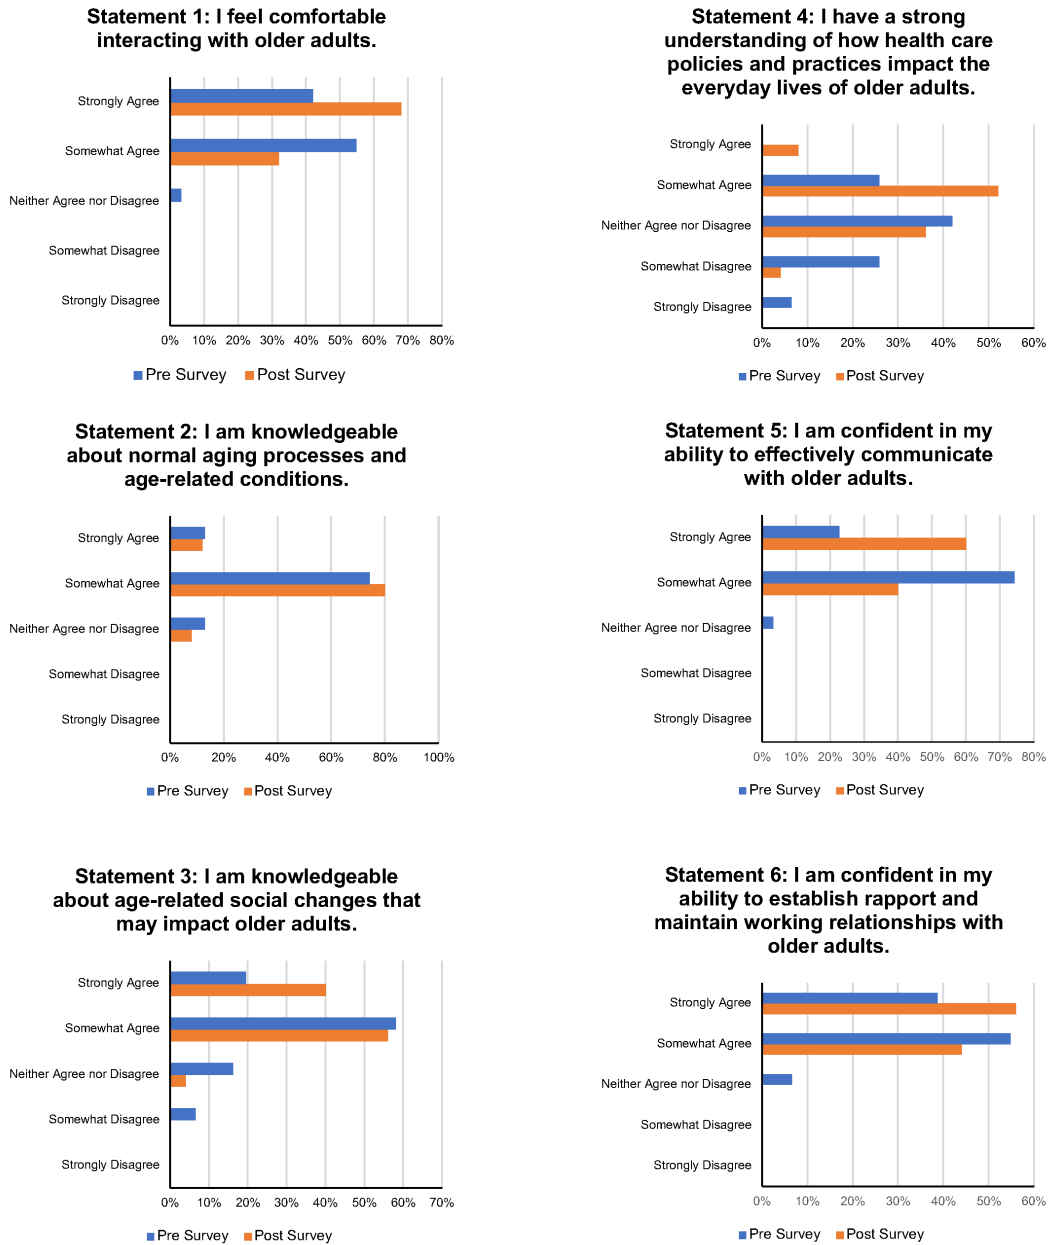 Statement 1: I feel comfortable
interacting with older adults.
Strongly Agree
Somewhat Agree
Neither Agree nor Disagree
Somewhat Disagree
Strongly Disagree
0% 10% 20% 30% 40% 50% 60% 70% 80%
Pre Survey Post Survey
Statement 2: I am knowledgeable
about normal aging processes and
age-related conditions.
Strongly Agree
Somewhat Agree
Neither Agree nor Disagree
Somewhat Disagree
Strongly Disagree
0% 20% 40% 60% 80% 100%
Pre Survey Post Survey
Statement 3: I am knowledgeable
about age-related social changes that
may impact older adults.
Strongly Agree
Somewhat Agree
Neither Agree nor Disagree
Somewhat Disagree
Strongly Disagree
0% 10% 20% 30% 40% 50% 60% 70%
Pre Survey Post Survey
Statement 4: I have a strong
understanding of how health care
policies and practices impact the
everyday lives of older adults.
Strongly Agree
Somewhat Agree
Neither Agree nor Disagree
Somewhat Disagree
Strongly Disagree
0% 10% 20% 30% 40% 50% 60%
Pre Survey Post Survey
Statement 5: I am confident in my
ability to effectively communicate
with older adults.
Strongly Agree
Somewhat Agree
Neither Agree nor Disagree
Somewhat Disagree
Strongly Disagree
0% 10% 20% 30% 40% 50% 60% 70% 80%
Pre Survey Post Survey
Statement 6: I am confident in my
ability to establish rapport and
maintain working relationships with
older adults.
Strongly Agree
Somewhat Agree
Neither Agree nor Disagree
Somewhat Disagree
Strongly Disagree
0% 10% 20% 30% 40% 50% 60%
Pre Survey Post Survey